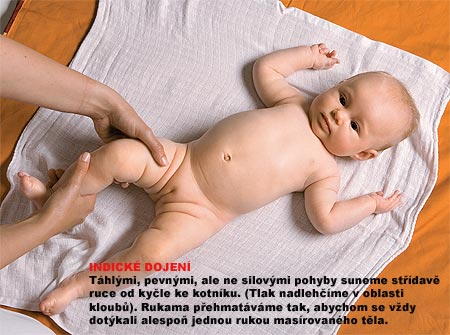 INDICKÉ DOJENÍ
Táhlými, pevnými, ale ne silovými pohyby suneme střídavě
ruce od kyčle ke kotníku. (Tlak nadlehčíme v oblasti
kloubů). Rukama přehmatáváme tak, abychom se vždy
dotýkali alespoň jednou rukou masírovaného těla.